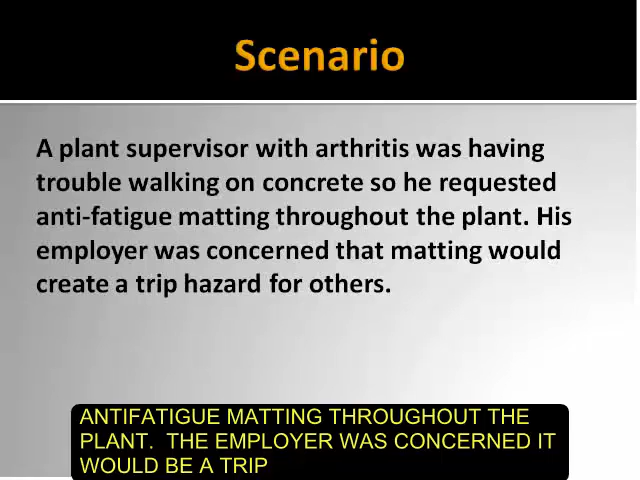 Scenario
A plant supervisor with arthritis was having
trouble walking on concrete so he requested
anti-fatigue matting throughout the plant. His
employer was concerned that matting would
create a trip hazard for others.
ANTIFATIGUE MATTING THROUGHOUT THE
PLANT.  THE EMPLOYER WAS CONCERNED IT
WOULD BE A TRIP